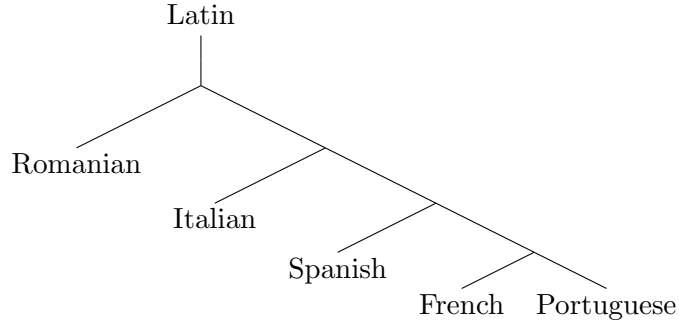 Latin
Romanian
Italian
Spanish
French
Portuguese